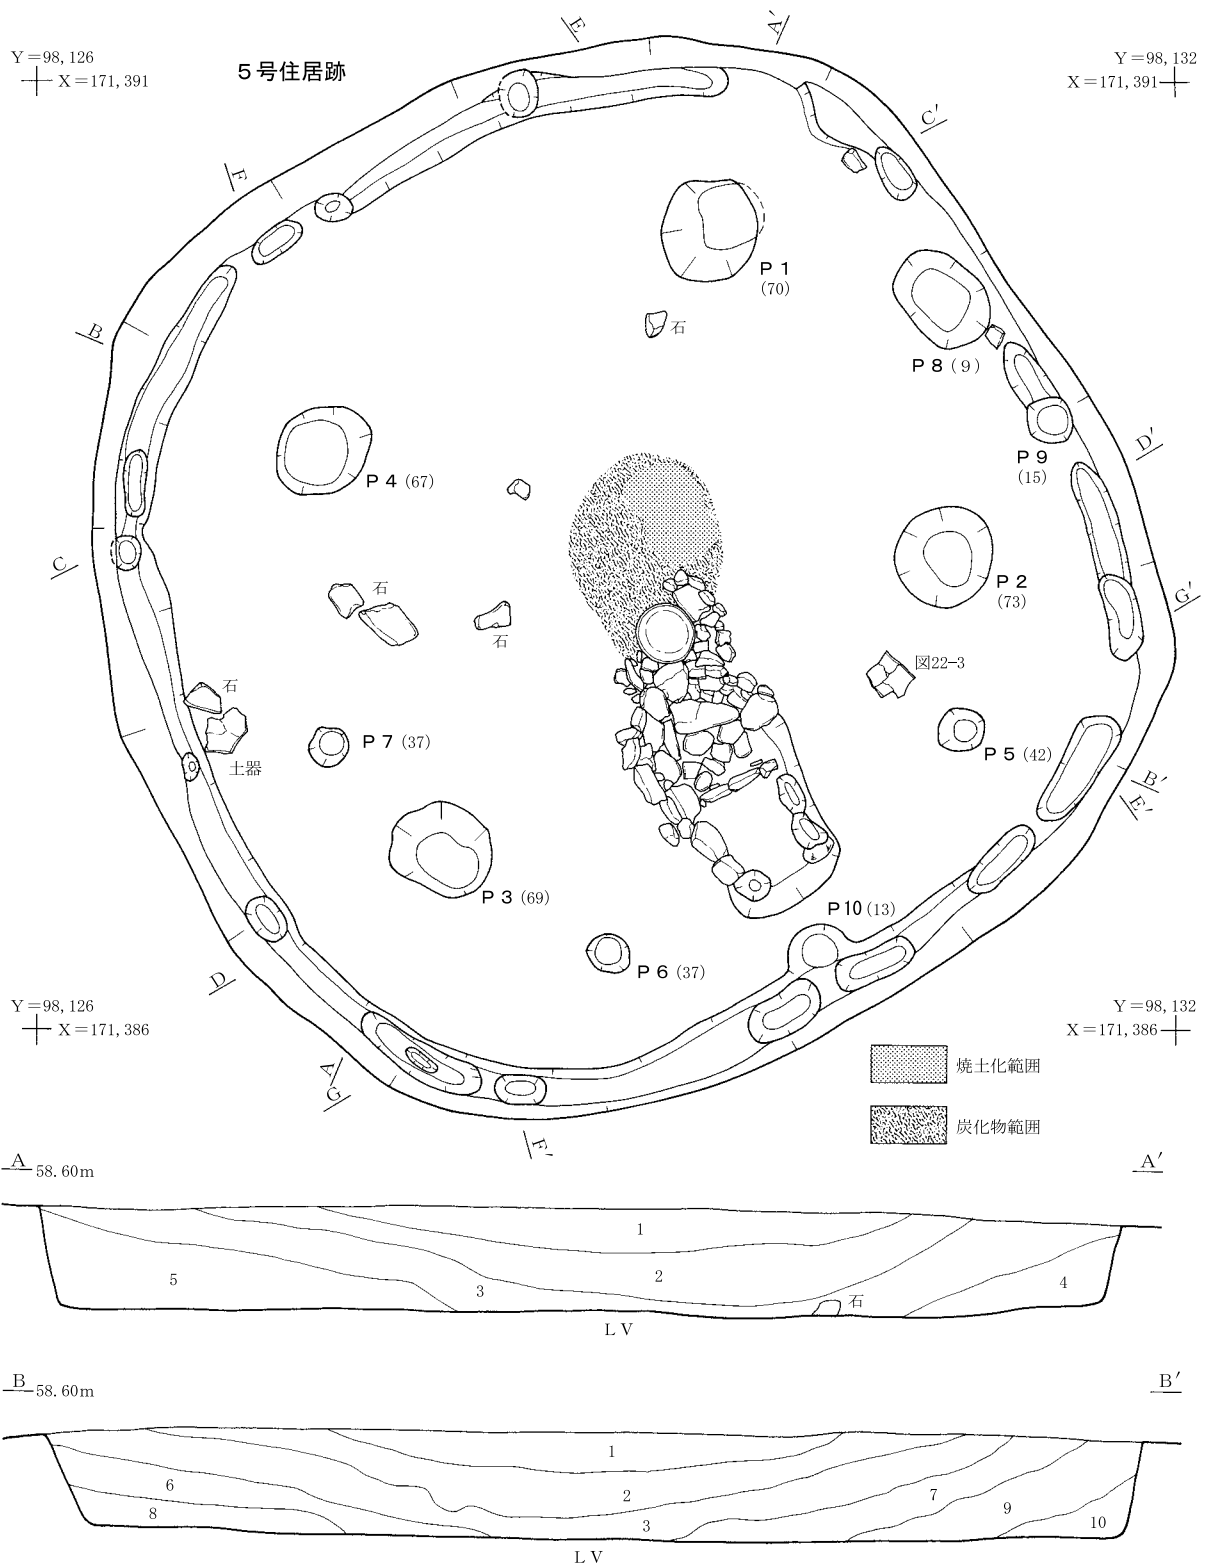 Y＝98,126
X＝171,391
5号住居跡
E
A′
Y＝98,132
X＝171,391
C′
F
P 1
(70)
石
B
P 8 (9)
P 4 (67)
P 9
(15)
D′
C
石
石
P 2
(73)
G′
図22−3
石
土器
P 7 (37)
P 5 (42)
B′
E′
P 3 (69)
P10 (13)
P 6 (37)
D
Y＝98,126
X＝171,386
Y＝98,132
X＝171,386
A
G
F′
焼土化範囲
炭化物範囲
A 58.60m A′
1
2
3
4
5
石
LV
B 58.60m B′
1
2
3
6
7
8
9
10
LV